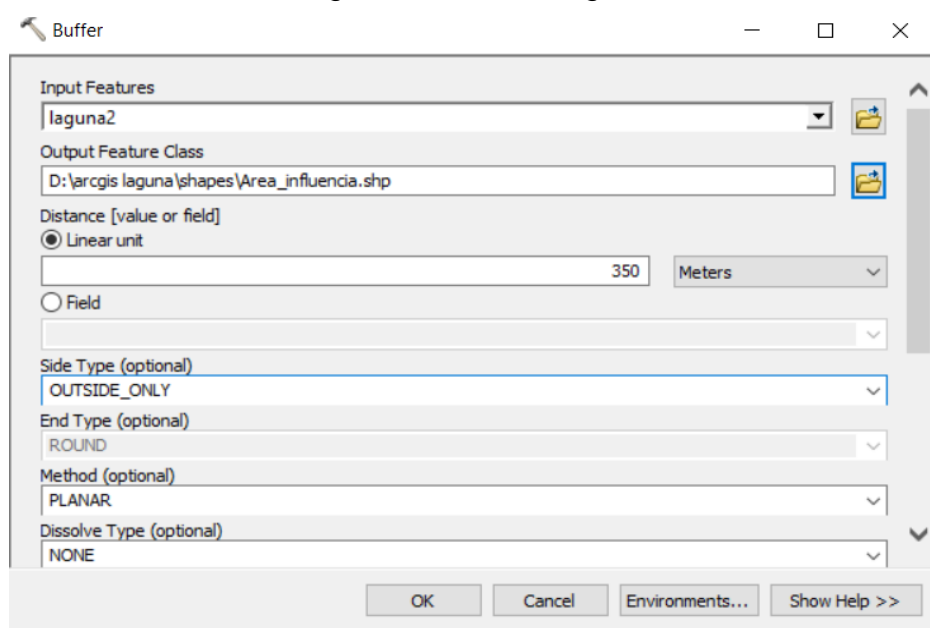 Buffer
Input Features
laguna2
Output Feature Class
D:\arcgis laguna\shapes\Area_influencia.shp
Distance [value or field]
Linear unit
350 Meters
Field
Side Type (optional)
OUTSIDE_ONLY
End Type (optional)
ROUND
Method (optional)
PLANAR
Dissolve Type (optional)
NONE
OK Cancel Environments... Show Help >>